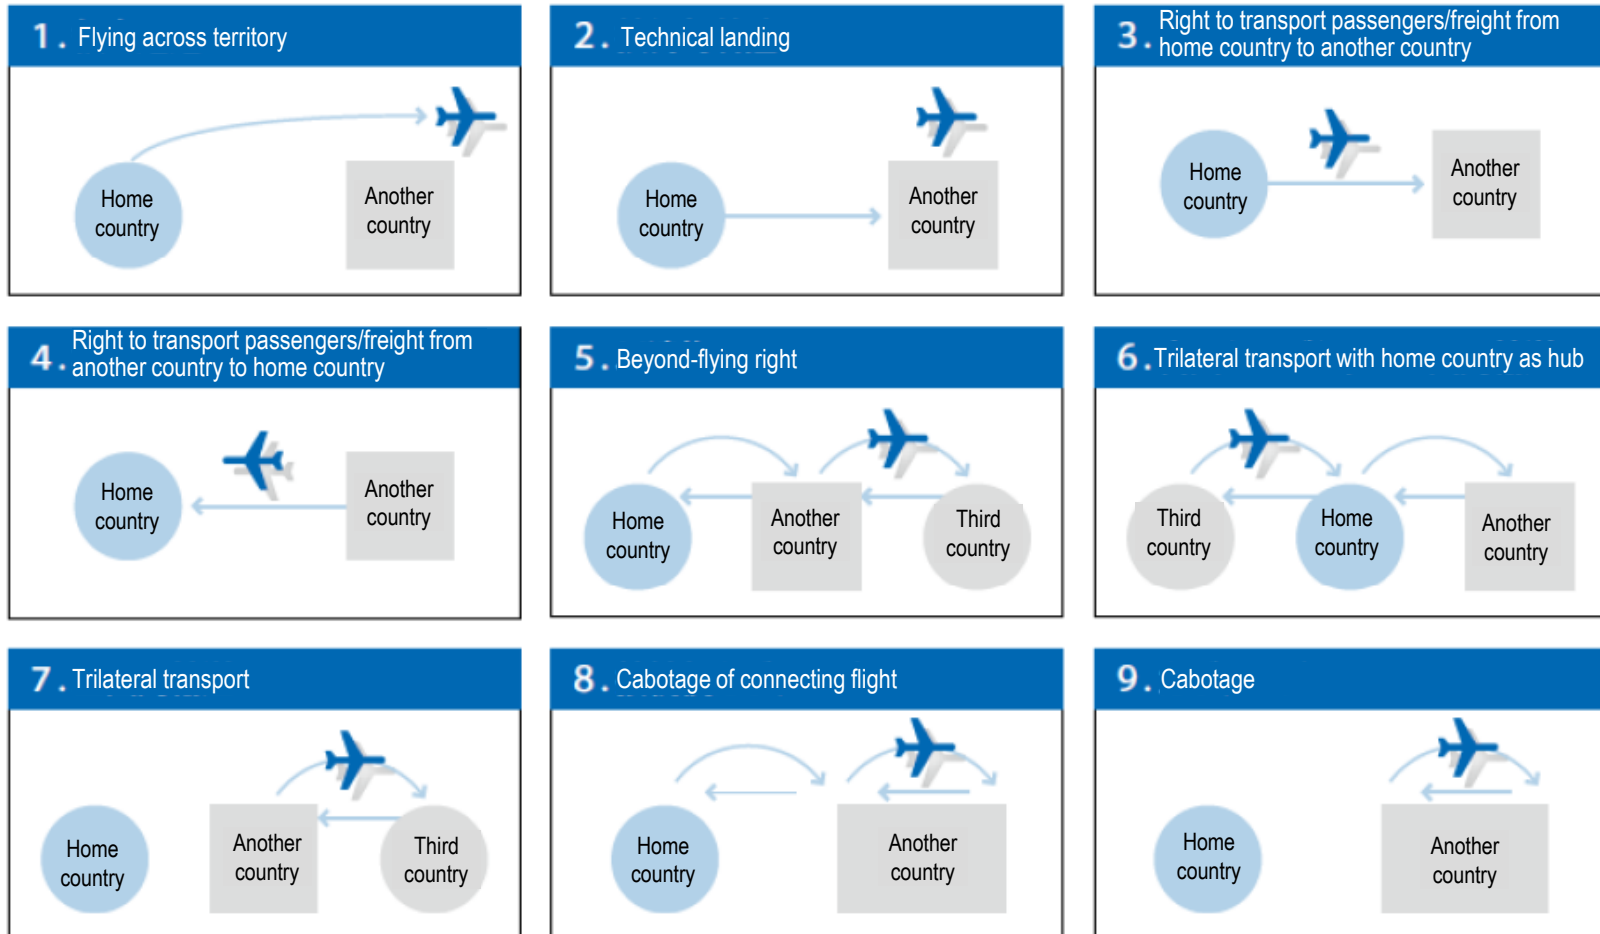 1. Flying across territory
Home
country
Another
country
2. Technical landing
Home
country
Another
country
3. Right to transport passengers/freight from
home country to another country
Home
country
Another
country
4. Right to transport passengers/freight from
another country to home country
Home
country
Another
country
5. Beyond-flying right
Home
country
Another
country
Third
country
6. Trilateral transport with home country as hub
Third
country
Home
country
Another
country
7. Trilateral transport
Home
country
Another
country
Third
country
8. Cabotage of connecting flight
Home
country
Another
country
9. Cabotage
Home
country
Another
country